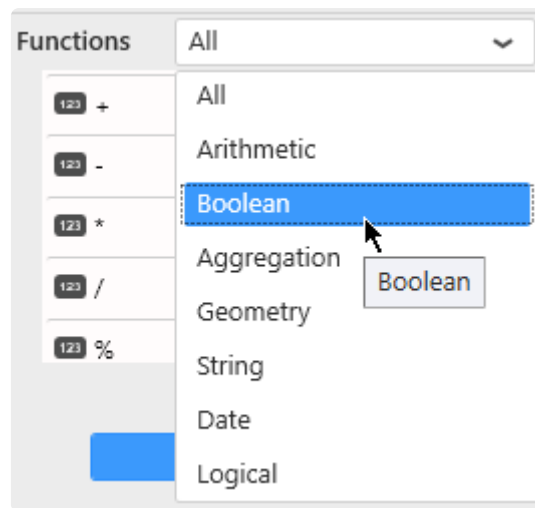 Functions All
All
123 +
Arithmetic
123 -
Boolean
123 *
Aggregation
Boolean
123 /
Geometry
123 %
String
Date
Logical